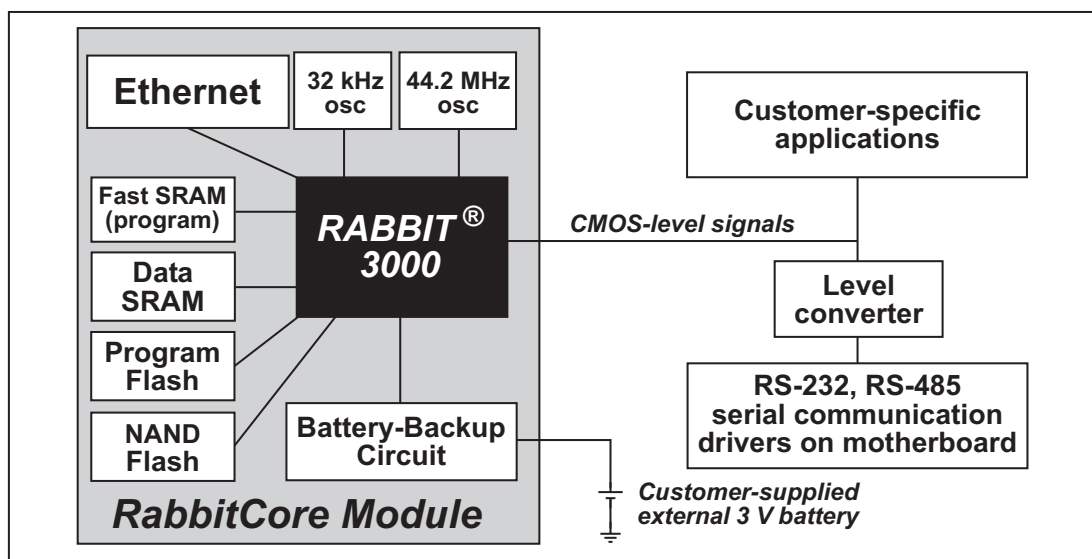 Ethernet
32 kHz
osc
44.2 MHz
osc
Fast SRAM
(program)
Data
SRAM
Program
Flash
NAND
Flash
RABBIT ®
3000
Battery-Backup
Circuit
RabbitCore Module
CMOS-level signals
Customer-specific
applications
Level
converter
RS-232, RS-485
serial communication
drivers on motherboard
Customer-supplied
external 3 V battery